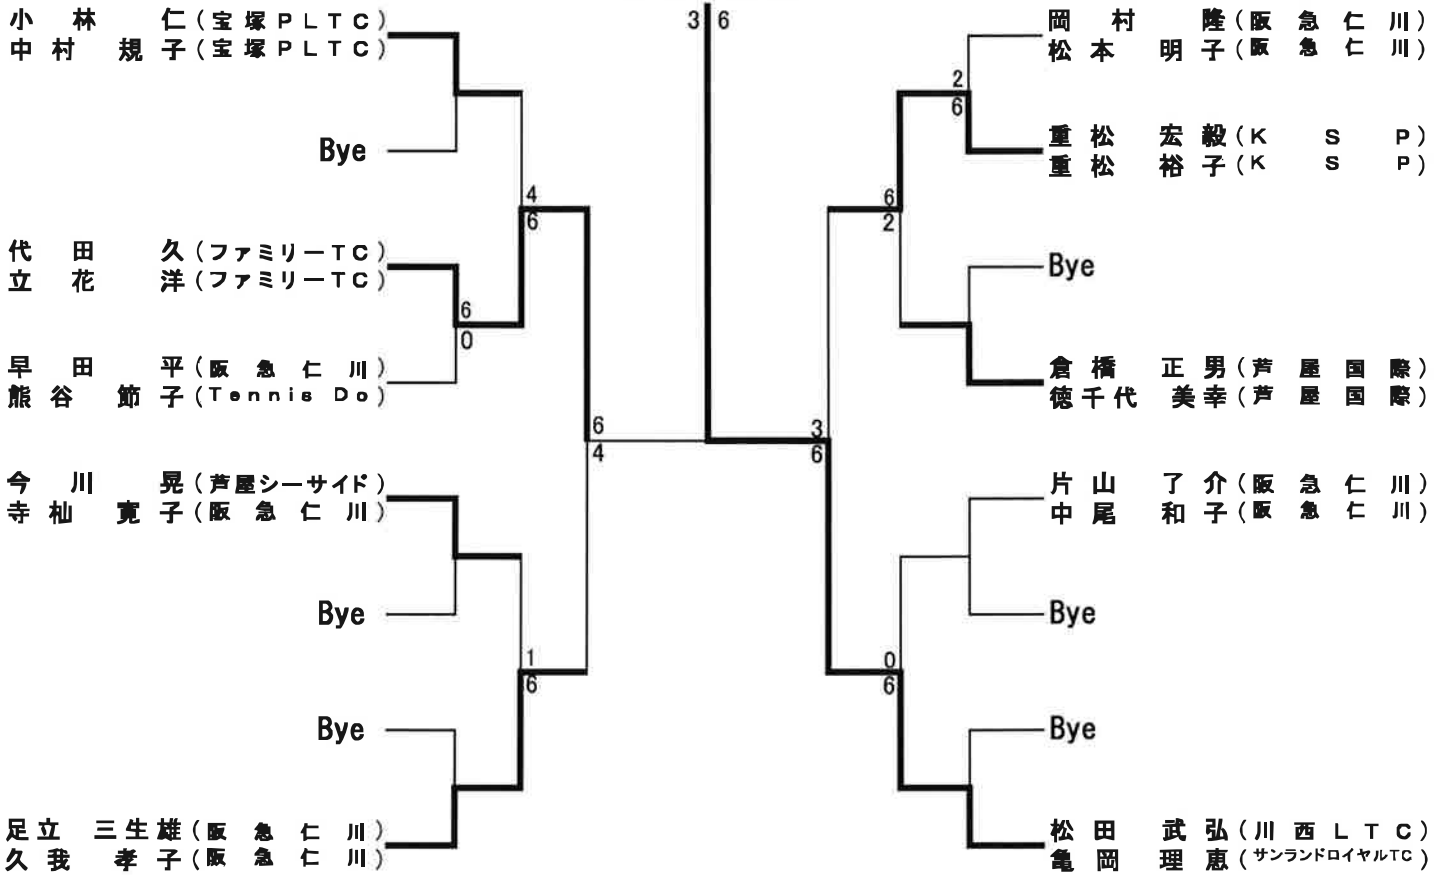 小林 仁(宝塚PLTC)
中村 規子(宝塚PLTC)
Bye
4
6
代田 久(ファミリーTC)
立花 洋(ファミリーTC)
6
0
早田 平(阪急仁川)
熊谷 節子(Tennis Do)
6
4
今川 晃(芦屋シーサイド)
寺杣 寛子(阪急仁川)
Bye
1
6
Bye
足立 三生雄(阪急仁川)
久我 孝子(阪急仁川)
3 6
岡村 隆(阪急仁川)
松本 明子(阪急仁川)
2
6
重松 宏毅(KSP)
重松 裕子(KSP)
6
2
Bye
倉橋 正男(芦屋国際)
徳千代 美幸(芦屋国際)
3
6
片山 了介(阪急仁川)
中尾 和子(阪急仁川)
Bye
0
6
Bye
松田 武弘(川西LTC)
亀岡 理恵(サンランドロイヤルTC)